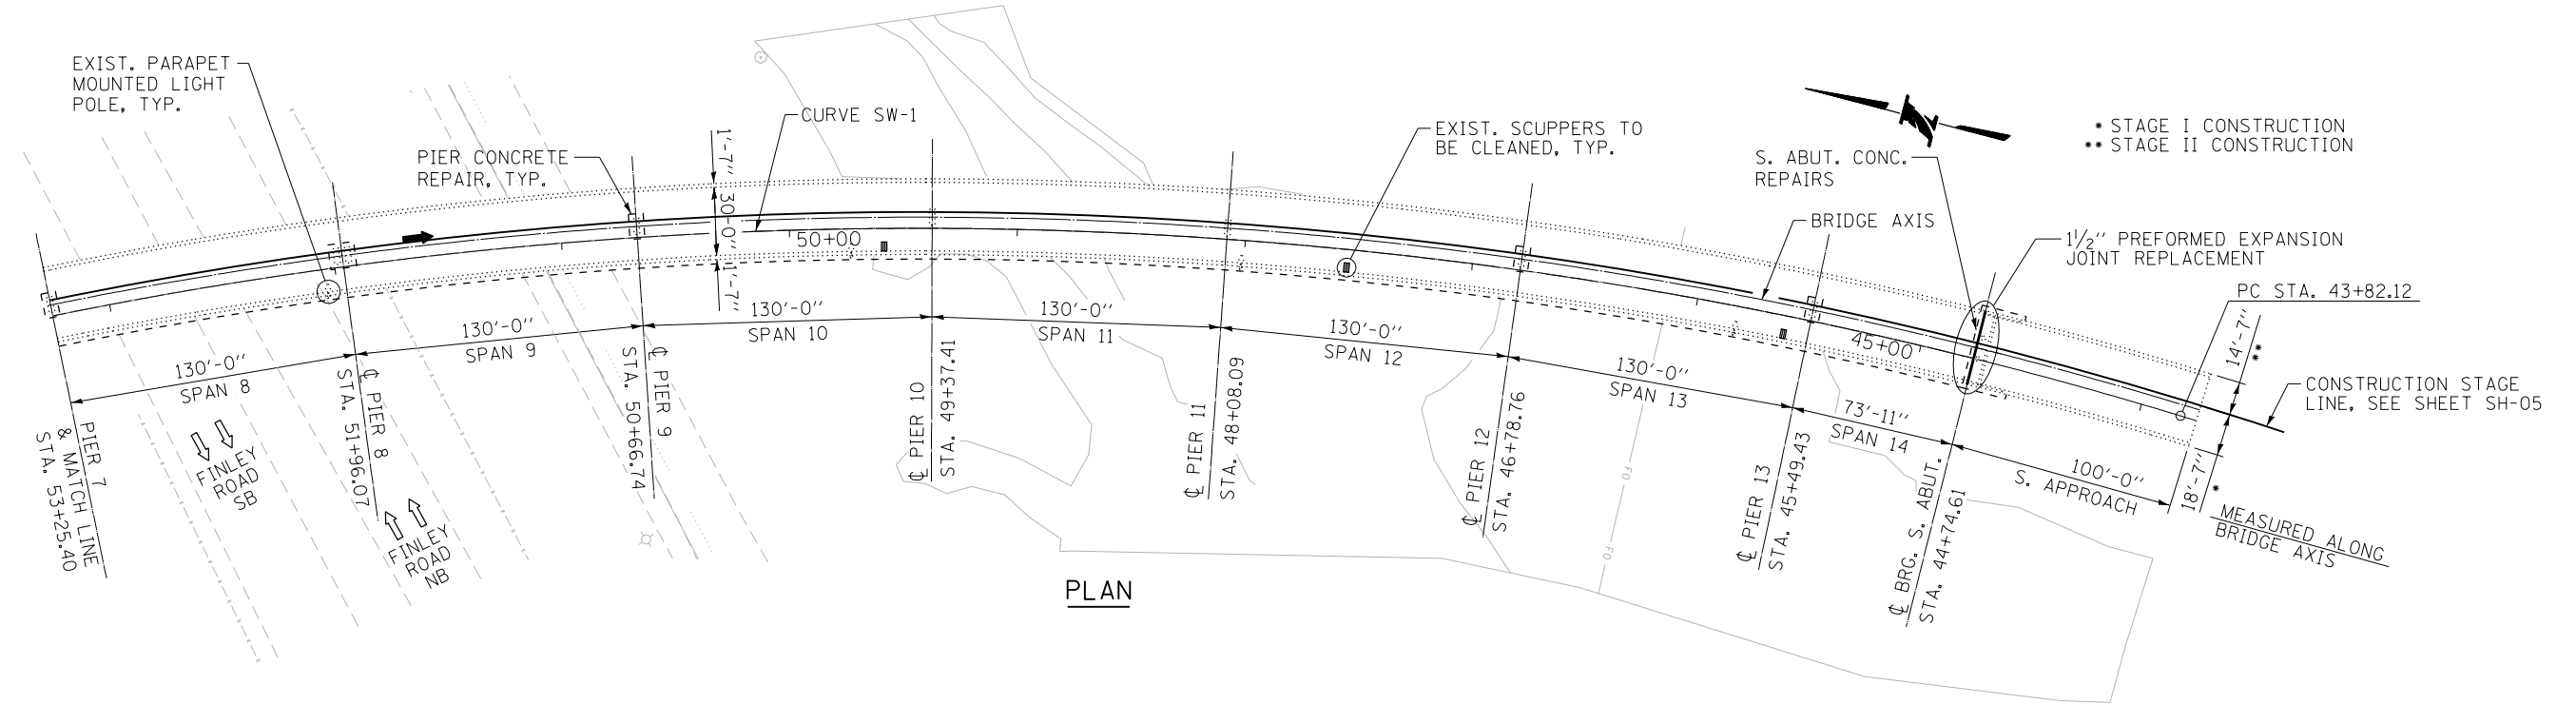 EXIST. PARAPET
MOUNTED LIGHT
POLE, TYP.
PIER CONCRETE
REPAIR, TYP.
CURVE SW-1
EXIST. SCUPPERS TO
BE CLEANED, TYP.
S. ABUT. CONC.
REPAIRS
BRIDGE AXIS
* STAGE I CONSTRUCTION
** STAGE II CONSTRUCTION
1½" PREFORMED EXPANSION
JOINT REPLACEMENT
PC STA. 43+82.12
CONSTRUCTION STAGE
LINE, SEE SHEET SH-05
1'-7"
30'-0"
1'-7"
50+00
45+00
14'-7"
**
18'-7"
*
130'-0"
SPAN 8
130'-0"
SPAN 9
130'-0"
SPAN 10
130'-0"
SPAN 11
130'-0"
SPAN 12
130'-0"
SPAN 13
73'-11"
SPAN 14
100'-0"
S. APPROACH
MEASURED ALONG
BRIDGE AXIS
PIER 7
& MATCH LINE
STA. 53+25.40
℄ PIER 8
STA. 51+96.07
℄ PIER 9
STA. 50+66.74
℄ PIER 10
STA. 49+37.41
℄ PIER 11
STA. 48+08.09
℄ PIER 12
STA. 46+78.76
℄ PIER 13
STA. 45+49.43
℄ BRG. S. ABUT.
STA. 44+74.61
FINLEY
ROAD
SB
FINLEY
ROAD
NB
FO
FO
PLAN